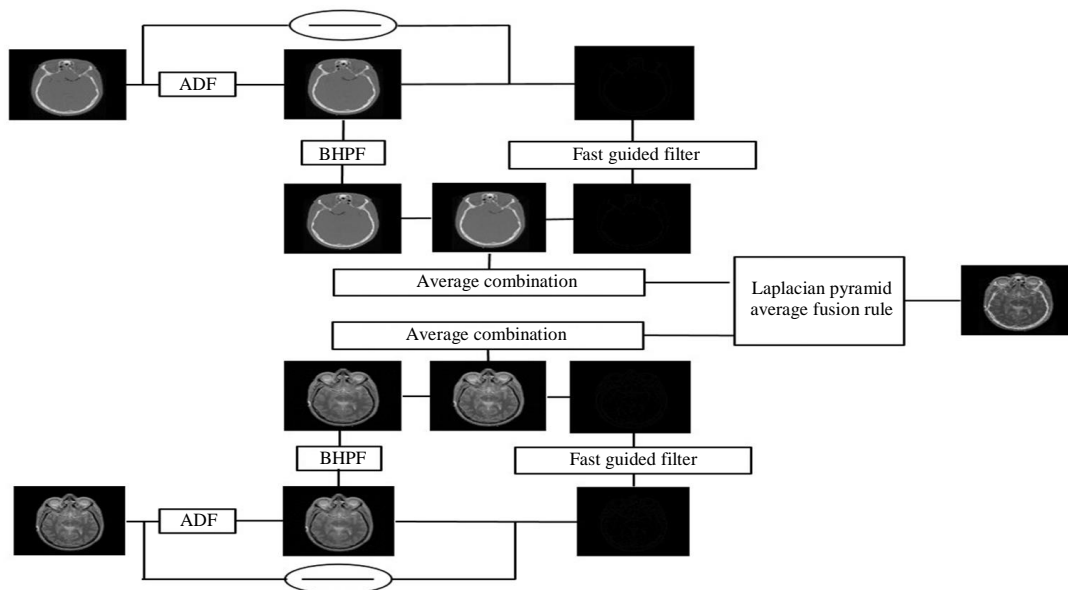 ADF
BHPF
Fast guided filter
Average combination
Laplacian pyramid
average fusion rule
Average combination
BHPF
Fast guided filter
ADF